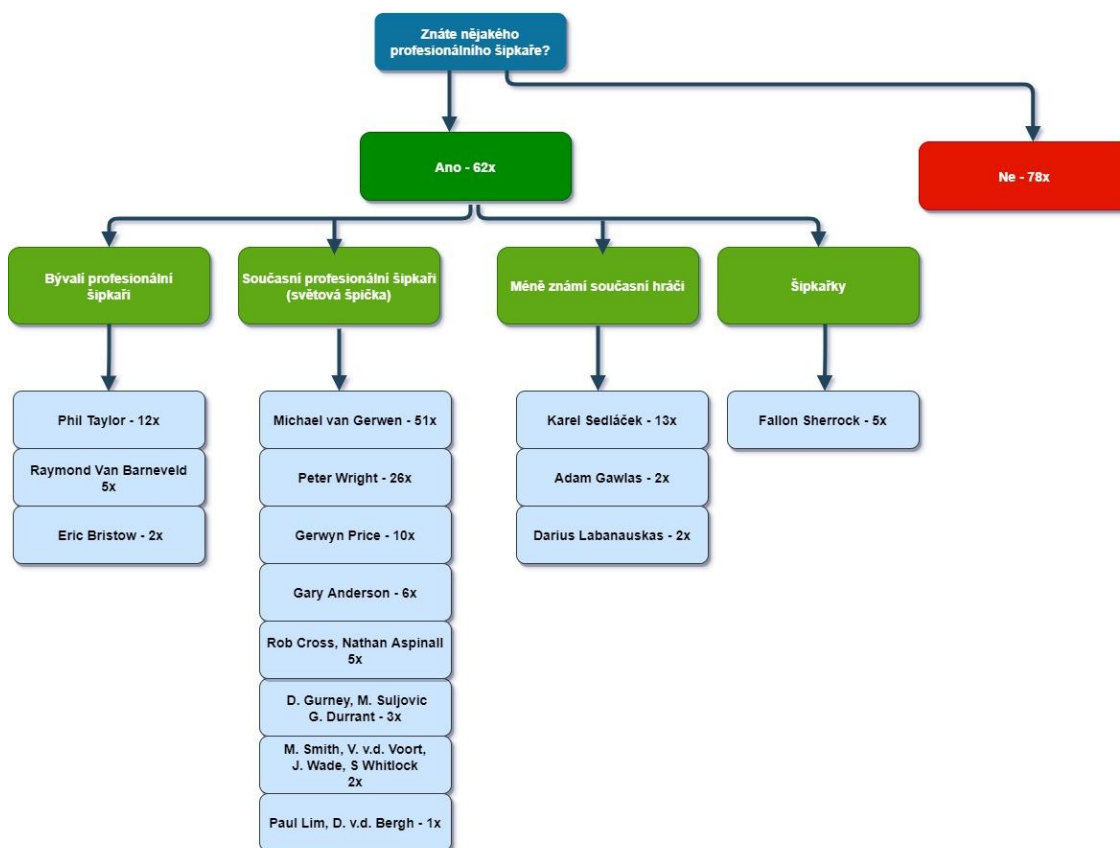 Znáte nějakého
profesionálního šipkaře?
Ano - 62x
Ne - 78x
Bývalí profesionální
šipkaři
Současní profesionální šipkaři
(světová špička)
Méně známí současní hráči
Šipkařky
Phil Taylor - 12x
Raymond Van Barneveld
5x
Eric Bristow - 2x
Michael van Gerwen - 51x
Peter Wright - 26x
Gerwyn Price - 10x
Gary Anderson - 6x
Rob Cross, Nathan Aspinall
5x
D. Gurney, M. Suljovic
G. Durrant - 3x
M. Smith, V. v.d. Voort,
J. Wade, S Whitlock
2x
Paul Lim, D. v.d. Bergh - 1x
Karel Sedláček - 13x
Adam Gawlas - 2x
Darius Labanauskas - 2x
Fallon Sherrock - 5x